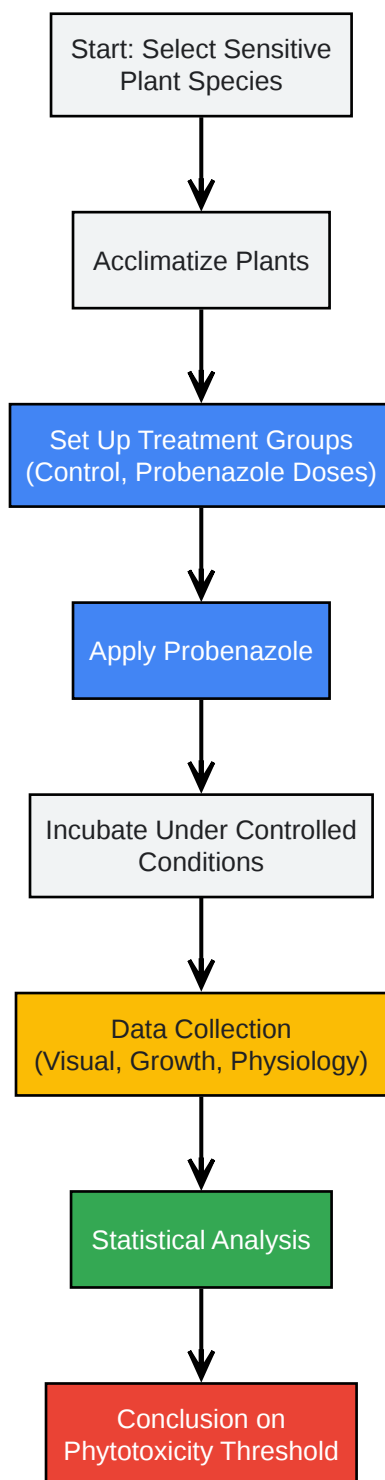 Start: Select Sensitive
Plant Species
Acclimatize Plants
Set Up Treatment Groups
(Control, Probenazole Doses)
Apply Probenazole
Incubate Under Controlled
Conditions
Data Collection
(Visual, Growth, Physiology)
Statistical Analysis
Conclusion on
Phytotoxicity Threshold